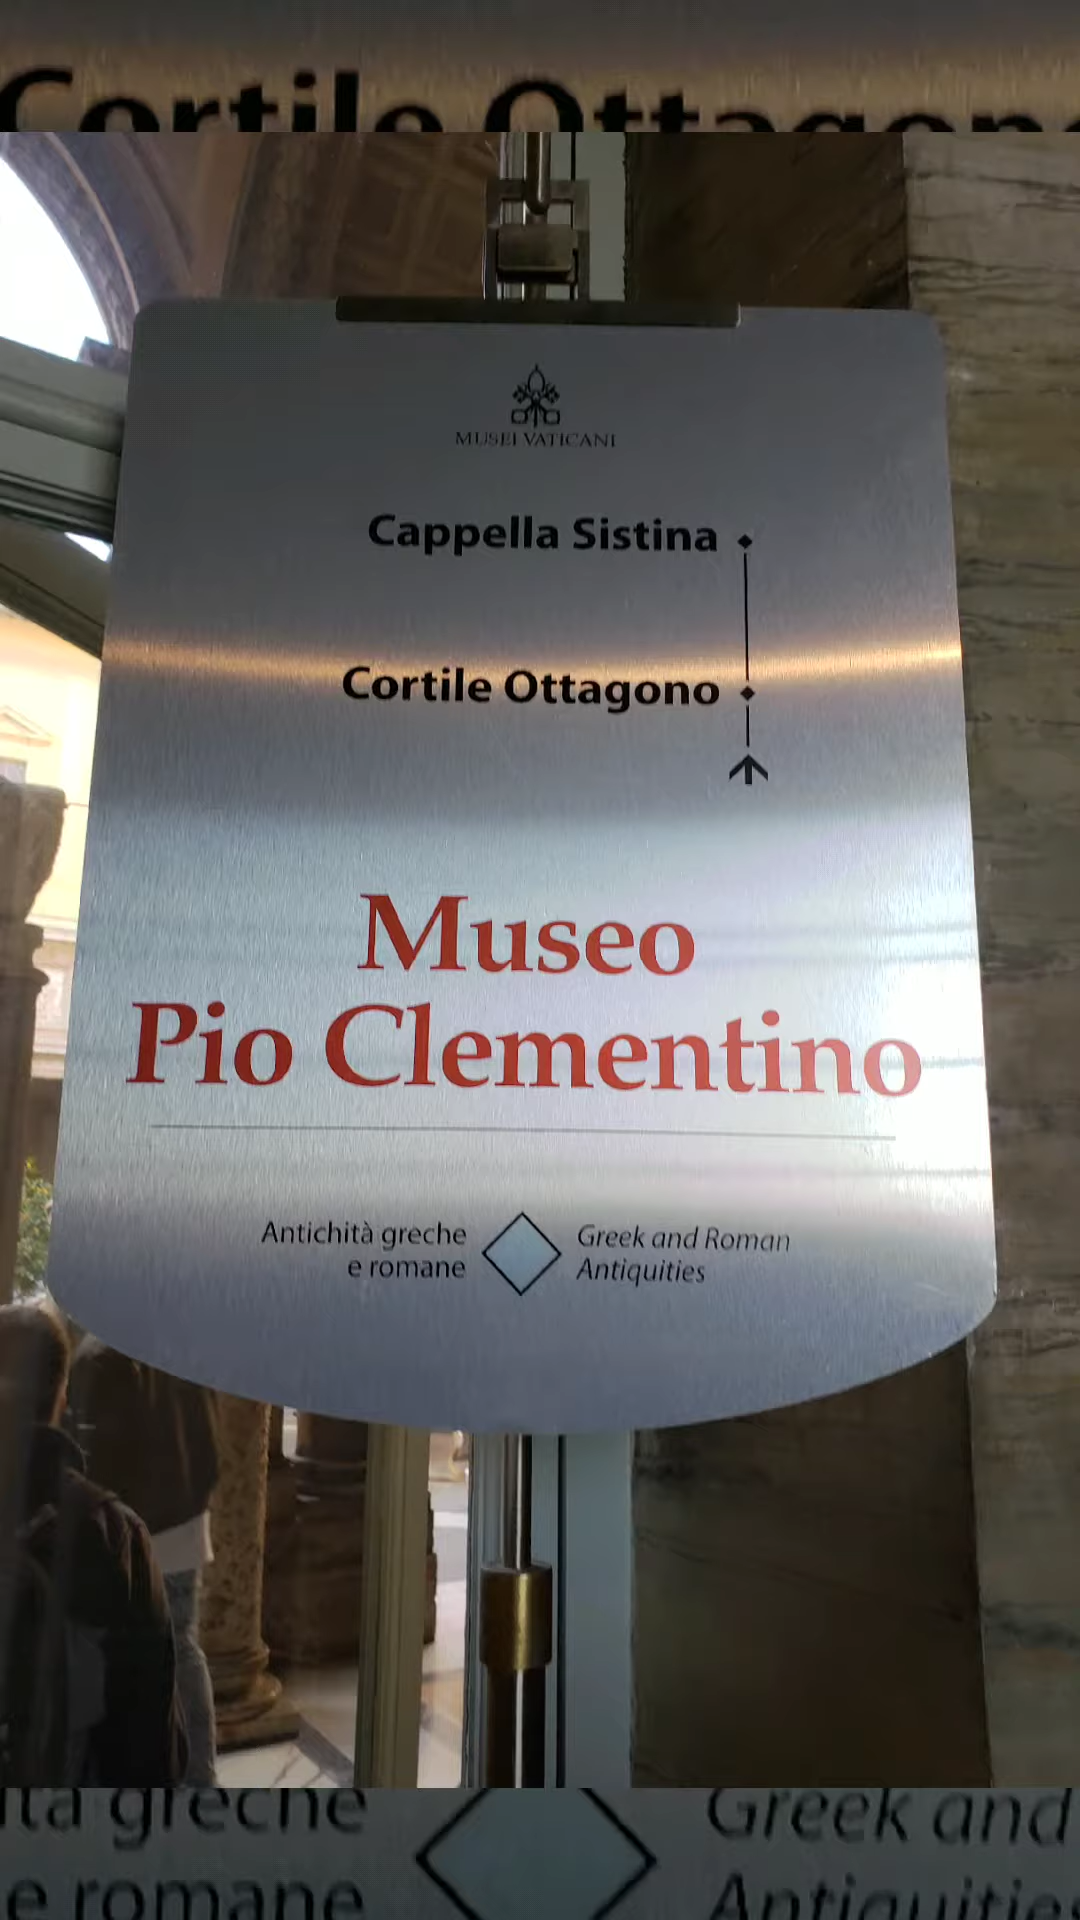 Cortile Ottagono
MUSEI VATICANI
Cappella Sistina
Cortile Ottagono
Museo
Pio Clementino
Antichità greche
e romane
Greek and Roman
Antiquities
ità greche
e romane
Greek and
Antiquities